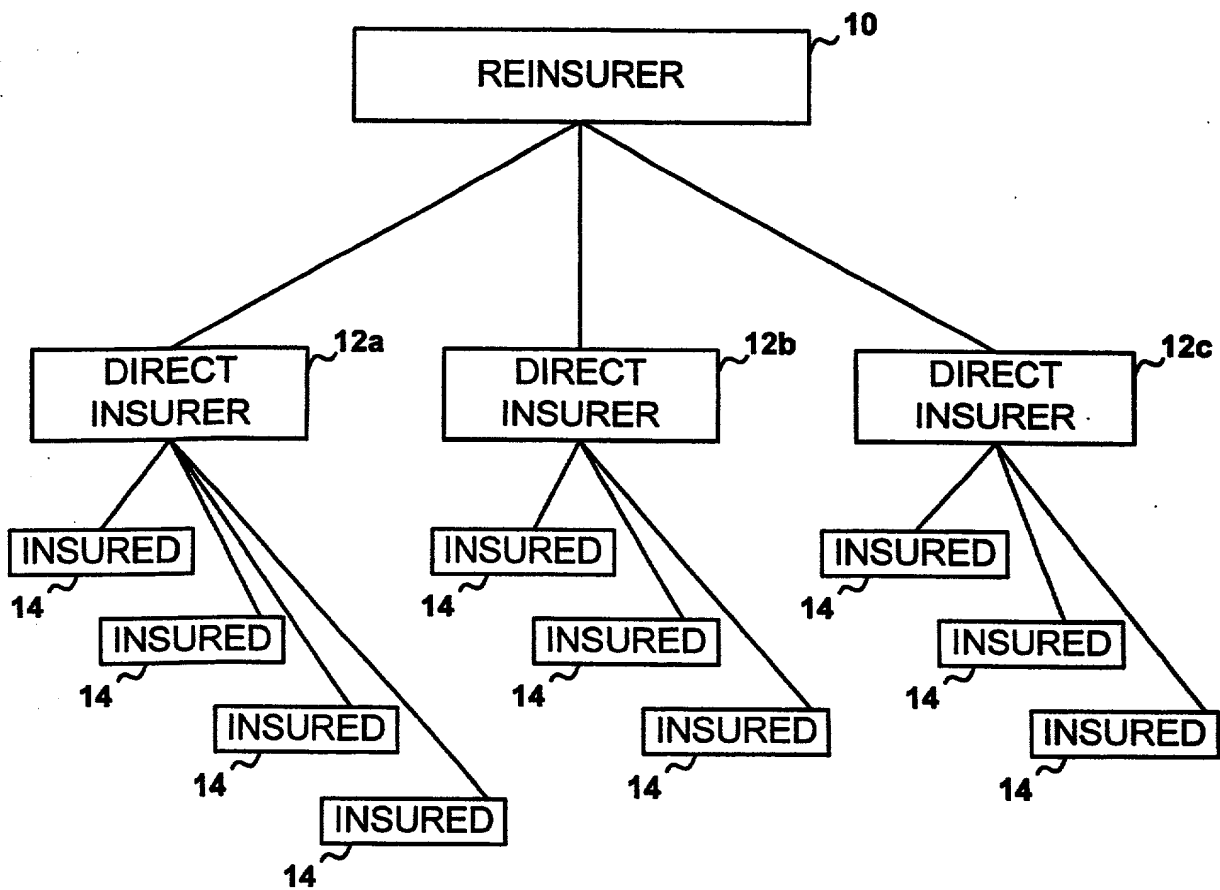 10
REINSURER
12a
DIRECT
INSURER
12b
DIRECT
INSURER
12c
DIRECT
INSURER
INSURED
14
INSURED
14
INSURED
14
INSURED
14
INSURED
14
INSURED
14
INSURED
14
INSURED
14
INSURED
14
INSURED
14